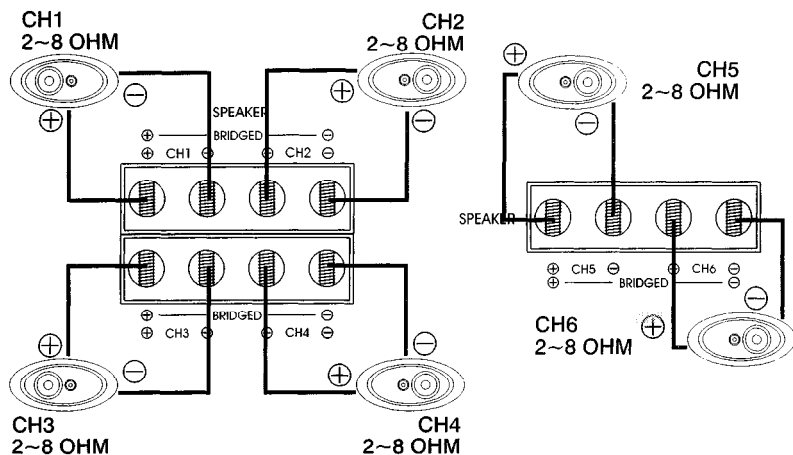 CH1
2~8 OHM
CH2
2~8 OHM
CH5
2~8 OHM
⊕
⊖
⊕
⊖
⊕
⊖
SPEAKER
⊕ BRIDGED ⊖
⊕ CH1 ⊖ ⊕ CH2 ⊖
SPEAKER
⊕ CH5 ⊖ ⊕ CH6 ⊖
⊕ BRIDGED ⊖
⊕ BRIDGED ⊖
⊕ CH3 ⊖ ⊕ CH4 ⊖
⊕
⊖
⊕
⊖
⊕
⊖
CH6
2~8 OHM
CH3
2~8 OHM
CH4
2~8 OHM